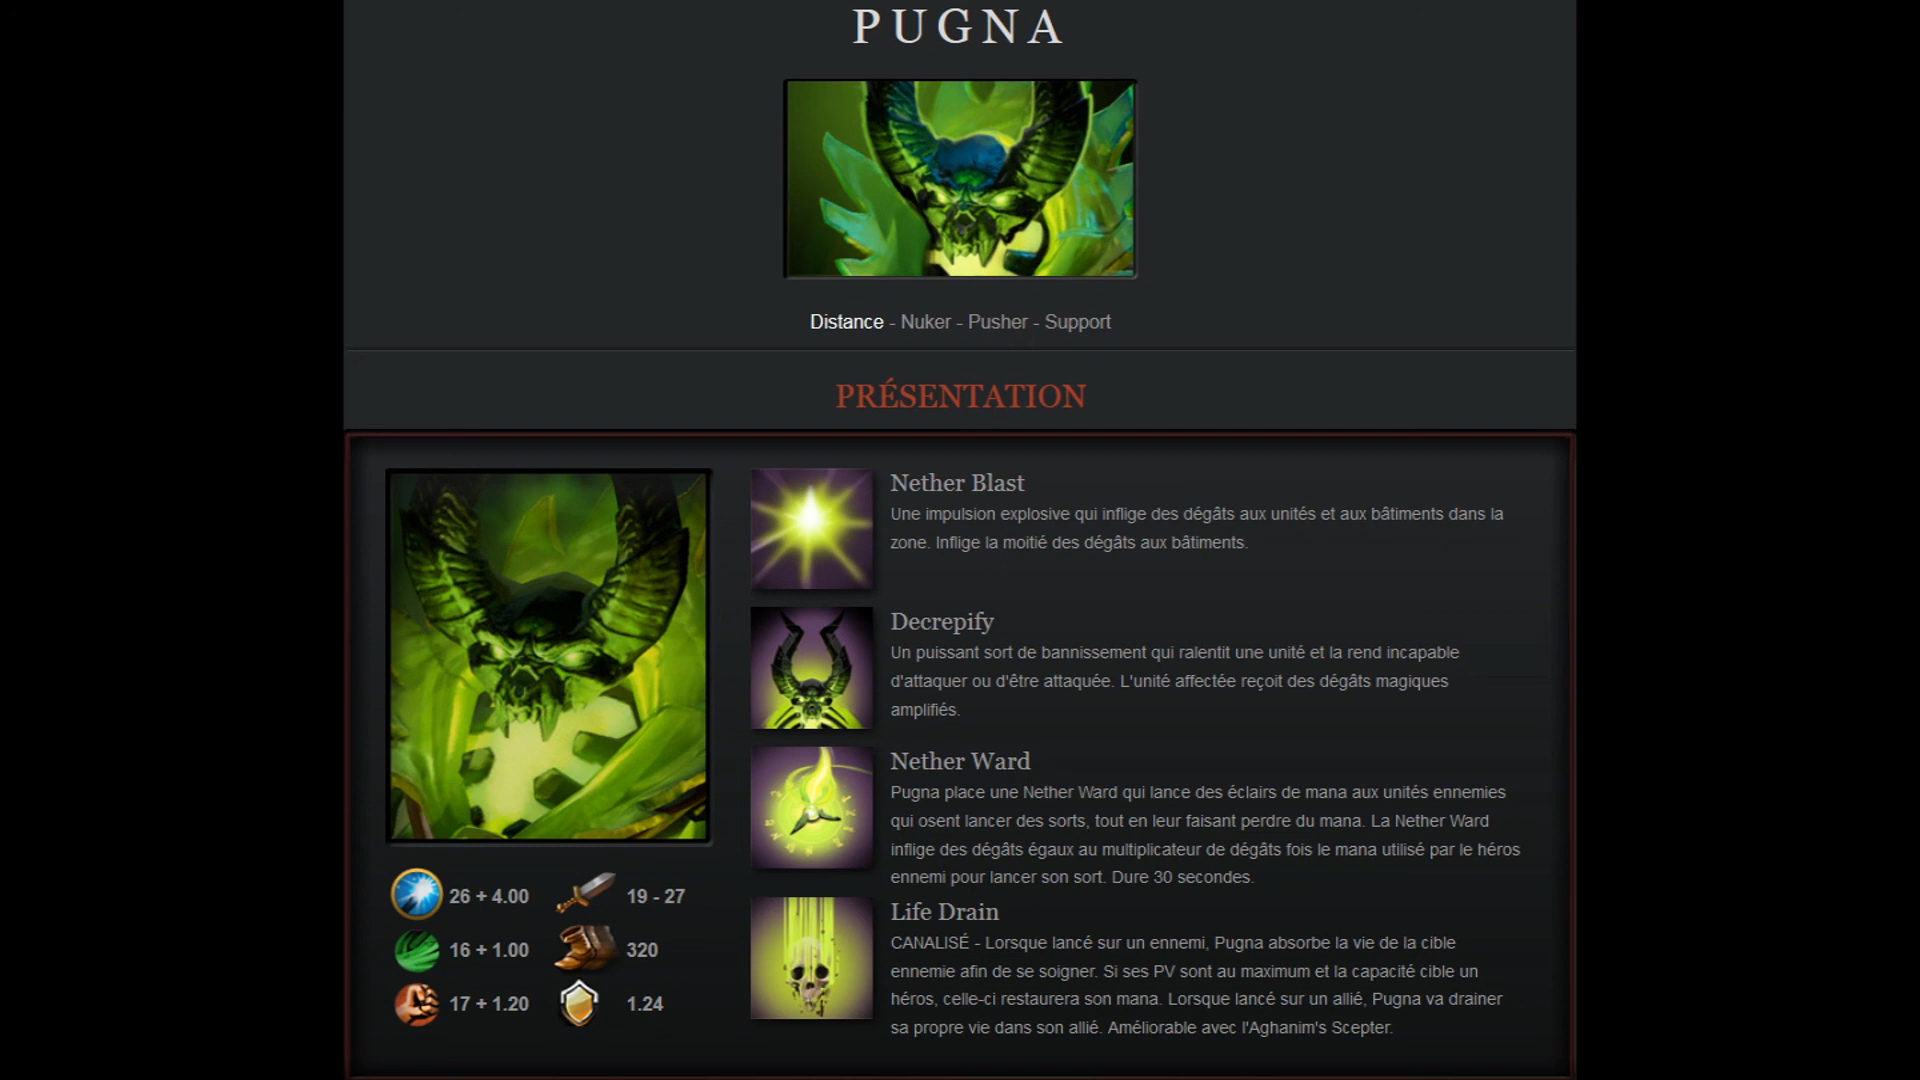 PUGNA
Distance - Nuker - Pusher - Support
PRÉSENTATION
Nether Blast
Une impulsion explosive qui inflige des dégâts aux unités et aux bâtiments dans la
zone. Inflige la moitié des dégâts aux bâtiments.
Decrepify
Un puissant sort de bannissement qui ralentit une unité et la rend incapable
d'attaquer ou d'être attaquée. L'unité affectée reçoit des dégâts magiques
amplifiés.
Nether Ward
Pugna place une Nether Ward qui lance des éclairs de mana aux unités ennemies
qui osent lancer des sorts, tout en leur faisant perdre du mana. La Nether Ward
inflige des dégâts égaux au multiplicateur de dégâts fois le mana utilisé par le héros
ennemi pour lancer son sort. Dure 30 secondes.
Life Drain
CANALISÉ - Lorsque lancé sur un ennemi, Pugna absorbe la vie de la cible
ennemie afin de se soigner. Si ses PV sont au maximum et la capacité cible un
héros, celle-ci restaurera son mana. Lorsque lancé sur un allié, Pugna va drainer
sa propre vie dans son allié. Améliorable avec l'Aghanim's Scepter.
26 + 4.00 19 - 27
16 + 1.00 320
17 + 1.20 1.24